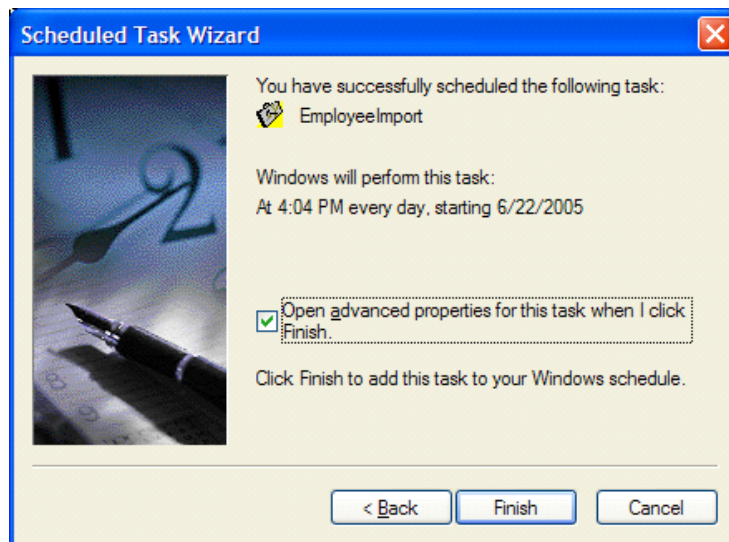 Scheduled Task Wizard
You have successfully scheduled the following task:
EmployeeImport
Windows will perform this task:
At 4:04 PM every day, starting 6/22/2005
Open advanced properties for this task when I click
Finish.
Click Finish to add this task to your Windows schedule.
< Back
Finish
Cancel